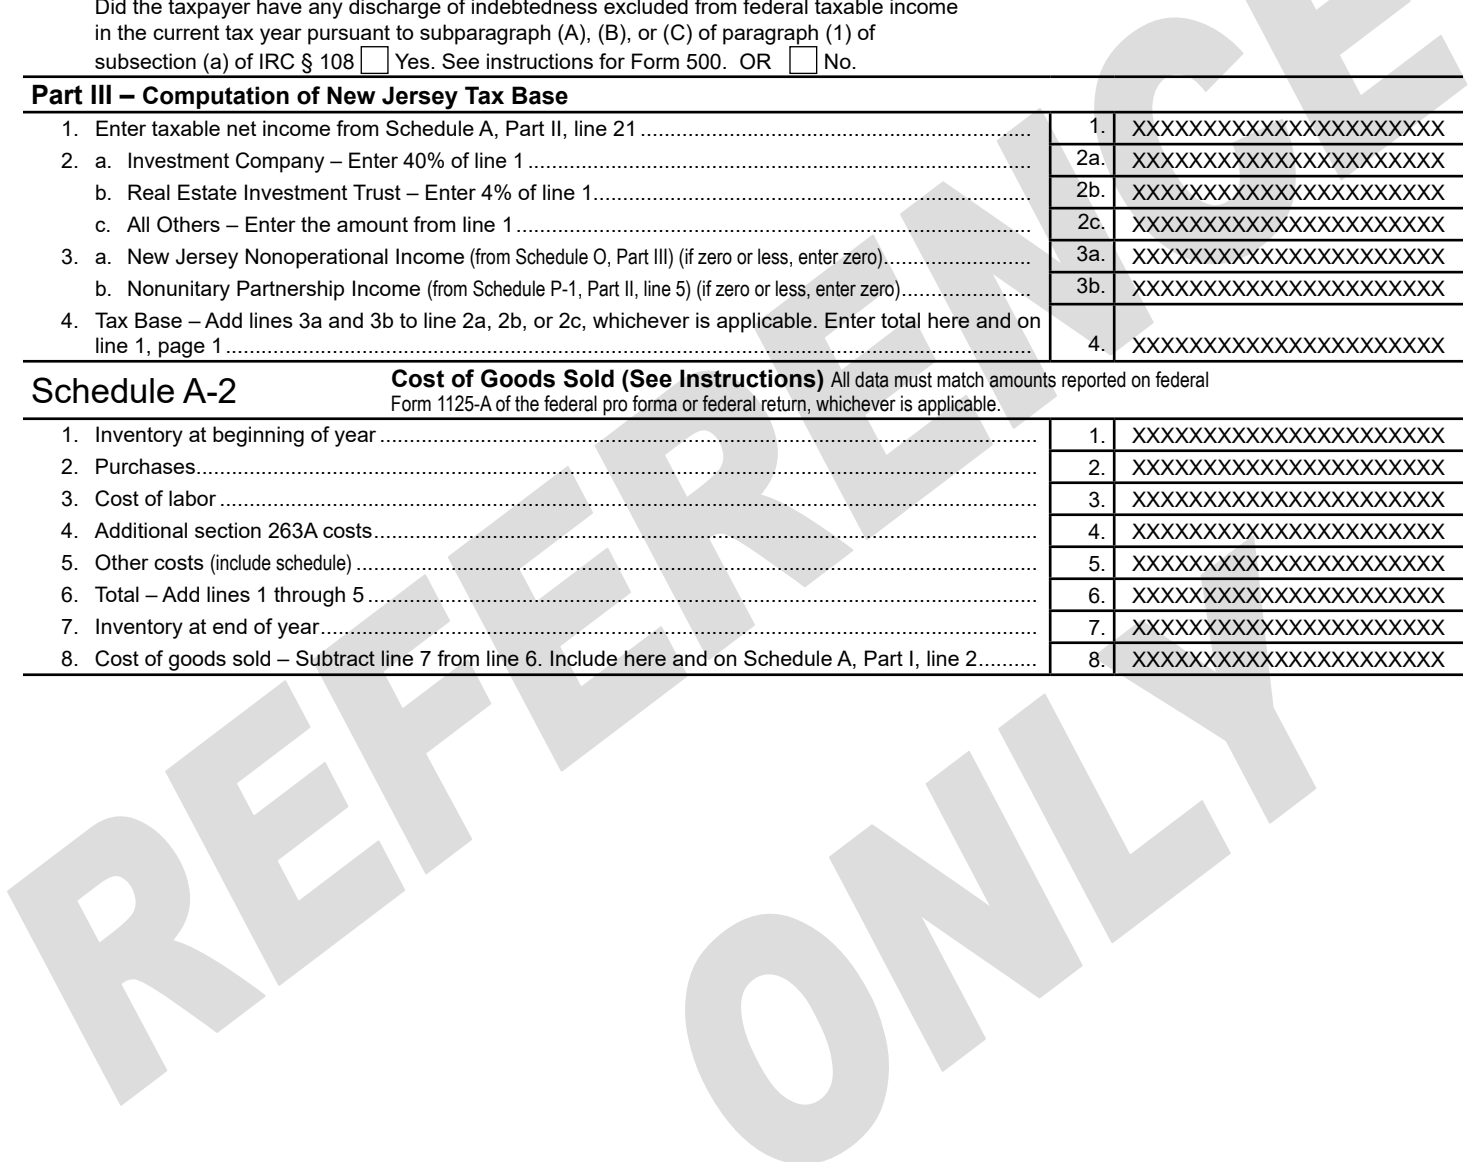 Did the taxpayer have any discharge of indebtedness excluded from federal taxable income
in the current tax year pursuant to subparagraph (A), (B), or (C) of paragraph (1) of
subsection (a) of IRC § 108 Yes. See instructions for Form 500. OR No.
Part III – Computation of New Jersey Tax Base
1. Enter taxable net income from Schedule A, Part II, line 21 ................................................................. 1. XXXXXXXXXXXXXXXXXXXXXX
2. a. Investment Company – Enter 40% of line 1 .................................................................................... 2a. XXXXXXXXXXXXXXXXXXXXXX
b. Real Estate Investment Trust – Enter 4% of line 1......................................................................... 2b. XXXXXXXXXXXXXXXXXXXXXX
c. All Others – Enter the amount from line 1 ...................................................................................... 2c. XXXXXXXXXXXXXXXXXXXXXX
3. a. New Jersey Nonoperational Income (from Schedule O, Part III) (if zero or less, enter zero)......................... 3a. XXXXXXXXXXXXXXXXXXXXXX
b. Nonunitary Partnership Income (from Schedule P-1, Part II, line 5) (if zero or less, enter zero)...................... 3b. XXXXXXXXXXXXXXXXXXXXXX
4. Tax Base – Add lines 3a and 3b to line 2a, 2b, or 2c, whichever is applicable. Enter total here and on
line 1, page 1 ...................................................................................................................................... 4. XXXXXXXXXXXXXXXXXXXXXX
Schedule A-2 Cost of Goods Sold (See Instructions) All data must match amounts reported on federal
Form 1125-A of the federal pro forma or federal return, whichever is applicable.
1. Inventory at beginning of year ............................................................................................................. 1. XXXXXXXXXXXXXXXXXXXXXX
2. Purchases............................................................................................................................................ 2. XXXXXXXXXXXXXXXXXXXXXX
3. Cost of labor ........................................................................................................................................ 3. XXXXXXXXXXXXXXXXXXXXXX
4. Additional section 263A costs.............................................................................................................. 4. XXXXXXXXXXXXXXXXXXXXXX
5. Other costs (include schedule) ................................................................................................................. 5. XXXXXXXXXXXXXXXXXXXXXX
6. Total – Add lines 1 through 5 ............................................................................................................... 6. XXXXXXXXXXXXXXXXXXXXXX
7. Inventory at end of year....................................................................................................................... 7. XXXXXXXXXXXXXXXXXXXXXX
8. Cost of goods sold – Subtract line 7 from line 6. Include here and on Schedule A, Part I, line 2.......... 8. XXXXXXXXXXXXXXXXXXXXXX
REFERENCE
ONLY